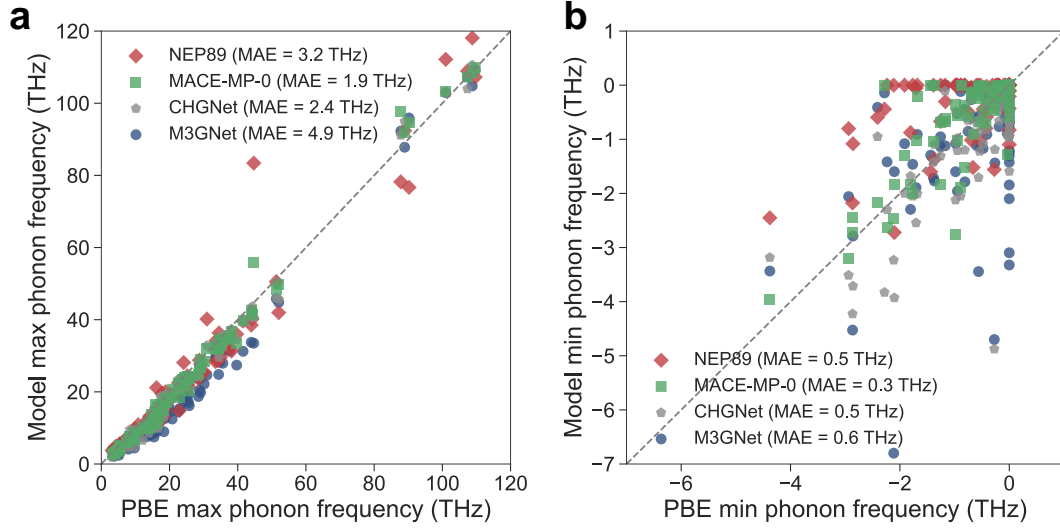 a
Model max phonon frequency (THz)
120
100
80
60
40
20
0
NEP89 (MAE = 3.2 THz)
MACE-MP-0 (MAE = 1.9 THz)
CHGNet (MAE = 2.4 THz)
M3GNet (MAE = 4.9 THz)
0 20 40 60 80 100 120
PBE max phonon frequency (THz)
b
Model min phonon frequency (THz)
1
0
−1
−2
−3
−4
−5
−6
−7
NEP89 (MAE = 0.5 THz)
MACE-MP-0 (MAE = 0.3 THz)
CHGNet (MAE = 0.5 THz)
M3GNet (MAE = 0.6 THz)
−6 −4 −2 0
PBE min phonon frequency (THz)